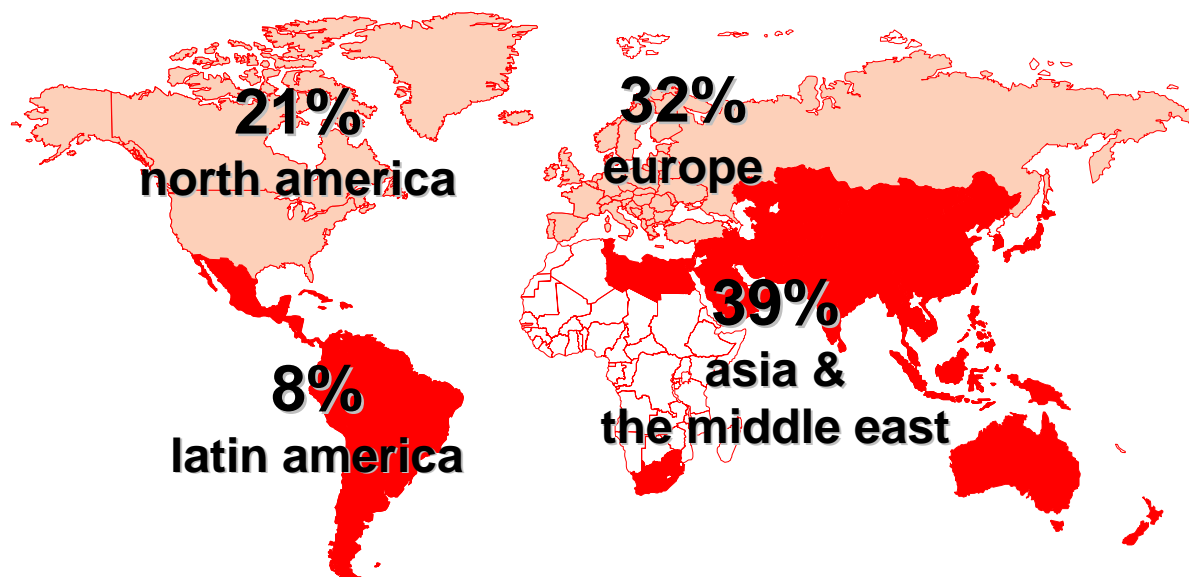 21%
north america
32%
europe
39%
asia &
the middle east
8%
latin america